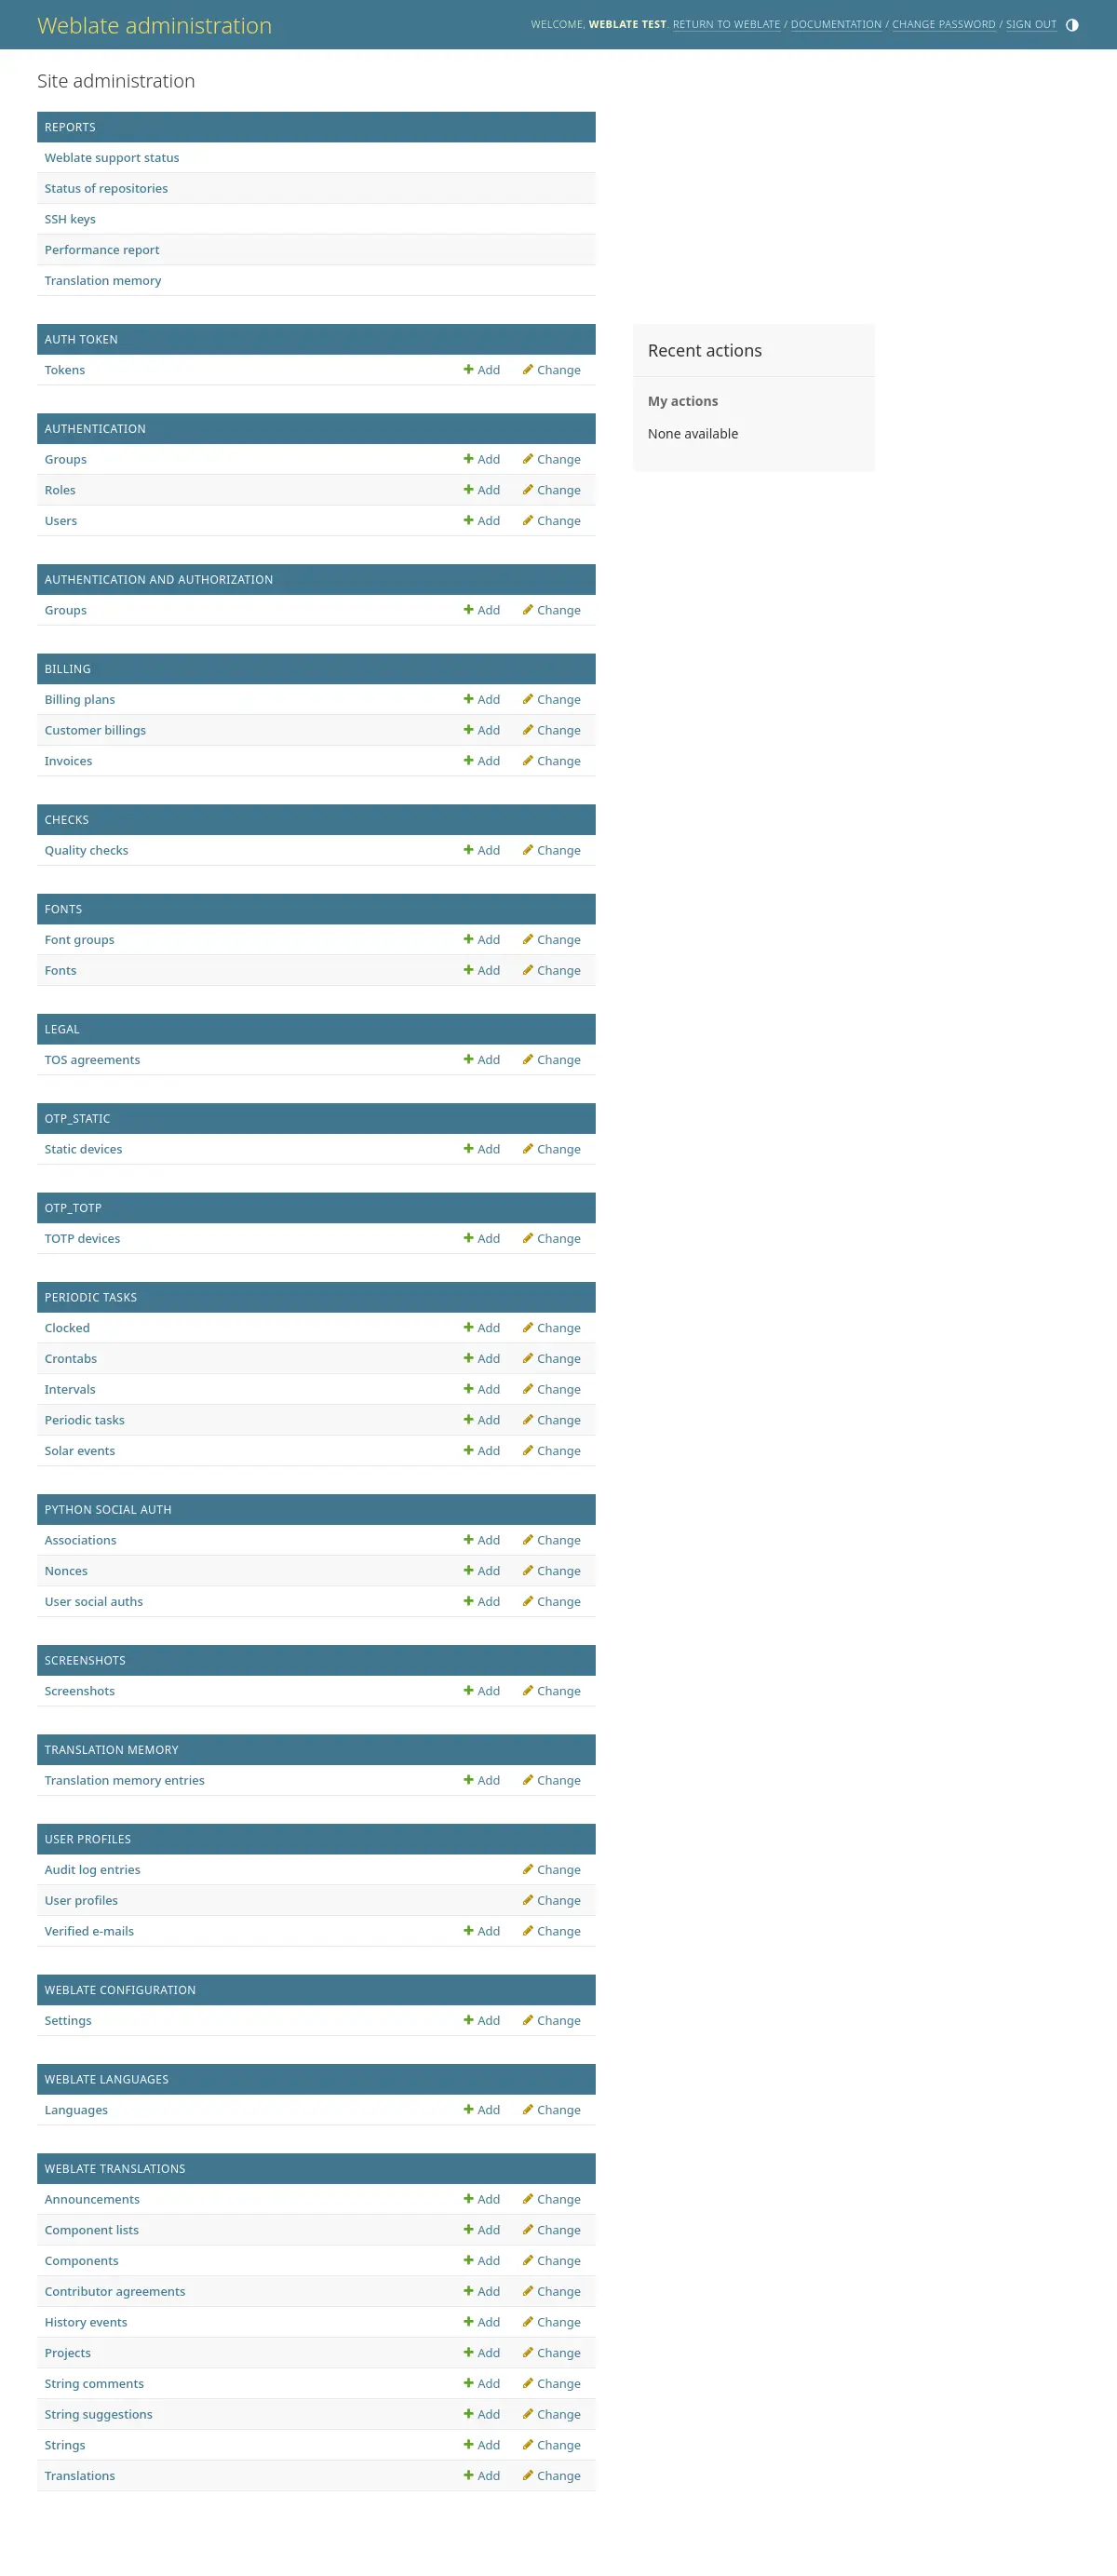 Weblate administration
WELCOME, WEBLATE TEST. RETURN TO WEBLATE / DOCUMENTATION / CHANGE PASSWORD / SIGN OUT
Site administration
REPORTS
Weblate support status
Status of repositories
SSH keys
Performance report
Translation memory
AUTH TOKEN
Tokens Add Change
AUTHENTICATION
Groups Add Change
Roles Add Change
Users Add Change
AUTHENTICATION AND AUTHORIZATION
Groups Add Change
BILLING
Billing plans Add Change
Customer billings Add Change
Invoices Add Change
CHECKS
Quality checks Add Change
FONTS
Font groups Add Change
Fonts Add Change
LEGAL
TOS agreements Add Change
OTP_STATIC
Static devices Add Change
OTP_TOTP
TOTP devices Add Change
PERIODIC TASKS
Clocked Add Change
Crontabs Add Change
Intervals Add Change
Periodic tasks Add Change
Solar events Add Change
PYTHON SOCIAL AUTH
Associations Add Change
Nonces Add Change
User social auths Add Change
SCREENSHOTS
Screenshots Add Change
TRANSLATION MEMORY
Translation memory entries Add Change
USER PROFILES
Audit log entries Change
User profiles Change
Verified e-mails Add Change
WEBLATE CONFIGURATION
Settings Add Change
WEBLATE LANGUAGES
Languages Add Change
WEBLATE TRANSLATIONS
Announcements Add Change
Component lists Add Change
Components Add Change
Contributor agreements Add Change
History events Add Change
Projects Add Change
String comments Add Change
String suggestions Add Change
Strings Add Change
Translations Add Change
Recent actions
My actions
None available